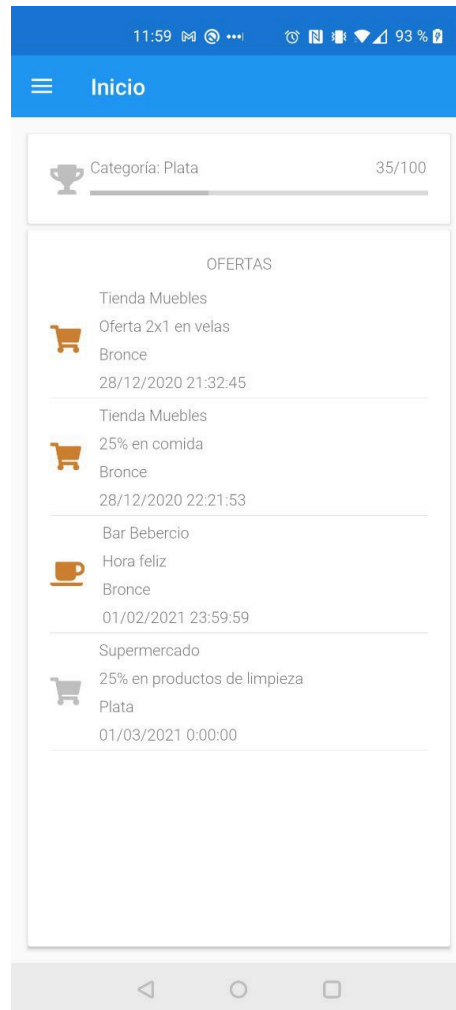 11:59 93 %
Inicio
Categoría: Plata 35/100
OFERTAS
Tienda Muebles
Oferta 2x1 en velas
Bronce
28/12/2020 21:32:45
Tienda Muebles
25% en comida
Bronce
28/12/2020 22:21:53
Bar Bebercio
Hora feliz
Bronce
01/02/2021 23:59:59
Supermercado
25% en productos de limpieza
Plata
01/03/2021 0:00:00